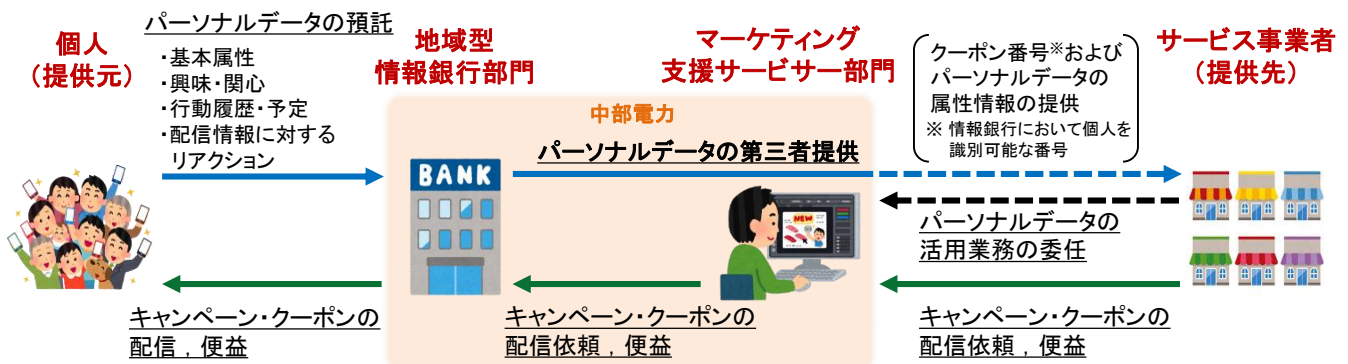 パーソナルデータの預託
個人
（提供元）
・基本属性
・興味・関心
・行動履歴・予定
・配信情報に対する
リアクション
地域型
情報銀行部門
マーケティング
支援サービサー部門
クーポン番号※および
パーソナルデータの
属性情報の提供
※ 情報銀行において個人を
識別可能な番号
サービス事業者
（提供先）
中部電力
パーソナルデータの第三者提供
BANK
NEW
パーソナルデータの
活用業務の委任
キャンペーン・クーポンの
配信，便益
キャンペーン・クーポンの
配信依頼，便益
キャンペーン・クーポンの
配信依頼，便益